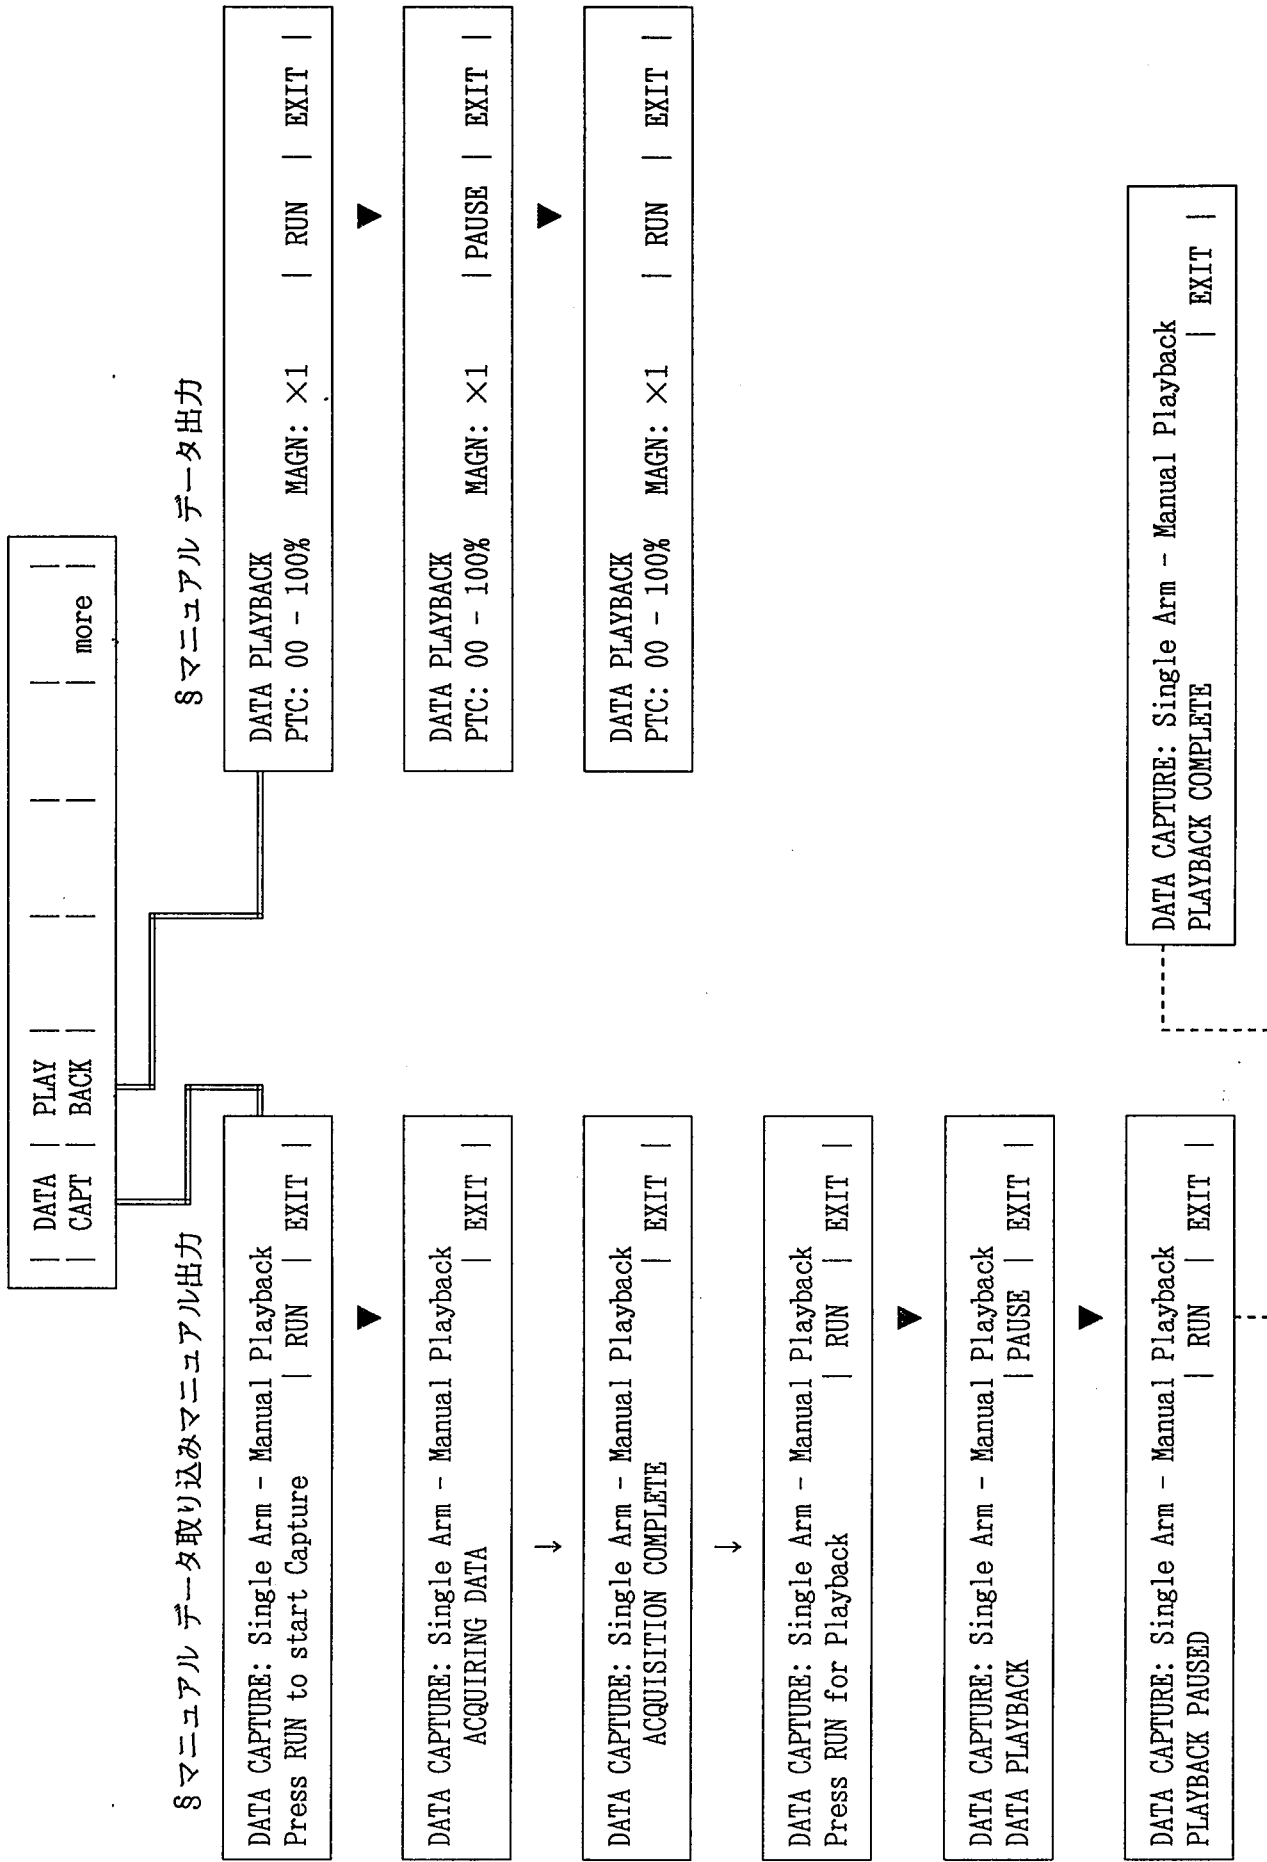 | DATA | PLAY | | | | |
| CAPT | BACK | | | | more |
§マニュアル データ取り込みマニュアル出力
DATA CAPTURE: Single Arm - Manual Playback
Press RUN to start Capture | RUN | EXIT |
▼
DATA CAPTURE: Single Arm - Manual Playback
ACQUIRING DATA | EXIT |
↓
DATA CAPTURE: Single Arm - Manual Playback
ACQUISITION COMPLETE | EXIT |
↓
DATA CAPTURE: Single Arm - Manual Playback
Press RUN for Playback | RUN | EXIT |
▼
DATA CAPTURE: Single Arm - Manual Playback
DATA PLAYBACK | PAUSE | EXIT |
▼
DATA CAPTURE: Single Arm - Manual Playback
PLAYBACK PAUSED | RUN | EXIT |
§マニュアル データ出力
DATA PLAYBACK
PTC: 00 - 100% MAGN: ×1 | RUN | EXIT |
▼
DATA PLAYBACK
PTC: 00 - 100% MAGN: ×1 | PAUSE | EXIT |
▼
DATA PLAYBACK
PTC: 00 - 100% MAGN: ×1 | RUN | EXIT |
DATA CAPTURE: Single Arm - Manual Playback
PLAYBACK COMPLETE | EXIT |